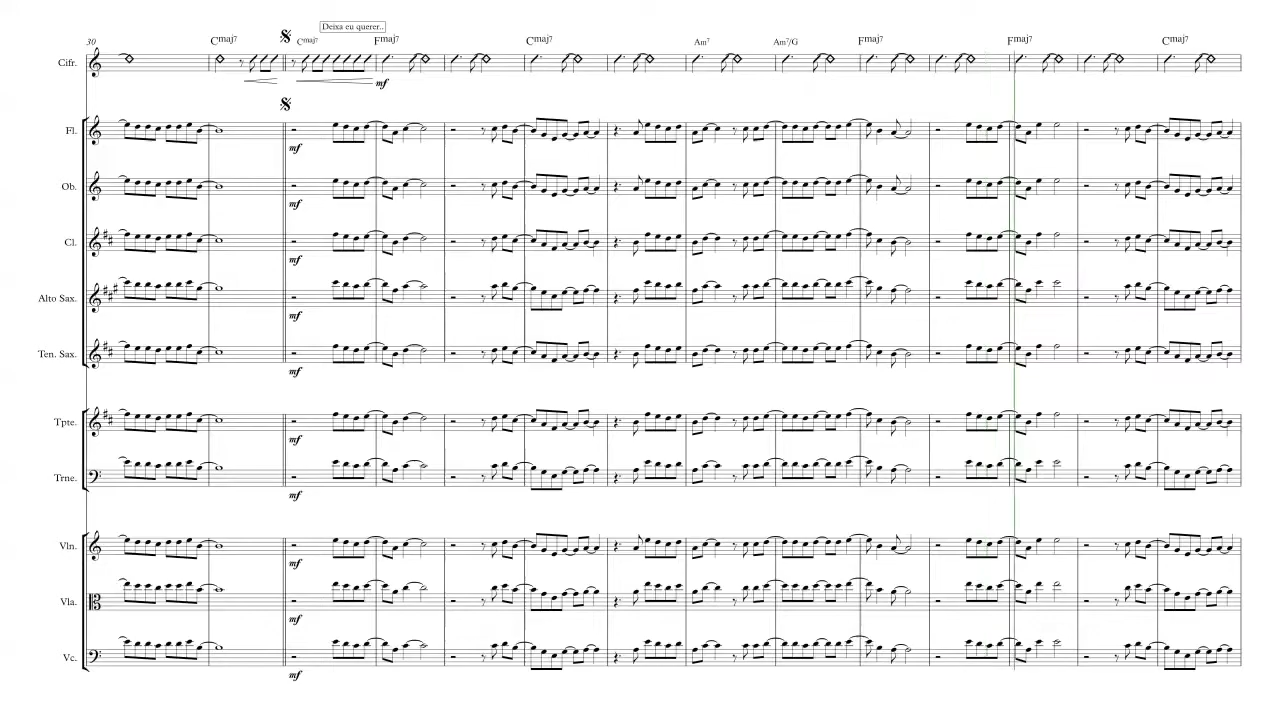 Deixa eu querer..
30
Cmaj7 Cmaj7 Fmaj7 Cmaj7 Am7 Am7/G Fmaj7 Fmaj7 Cmaj7
Cifr.
mf
Fl.
mf
Ob.
mf
Cl.
mf
Alto Sax.
mf
Ten. Sax.
mf
Tpte.
mf
Trne.
mf
Vln.
mf
Vla.
mf
Vc.
mf